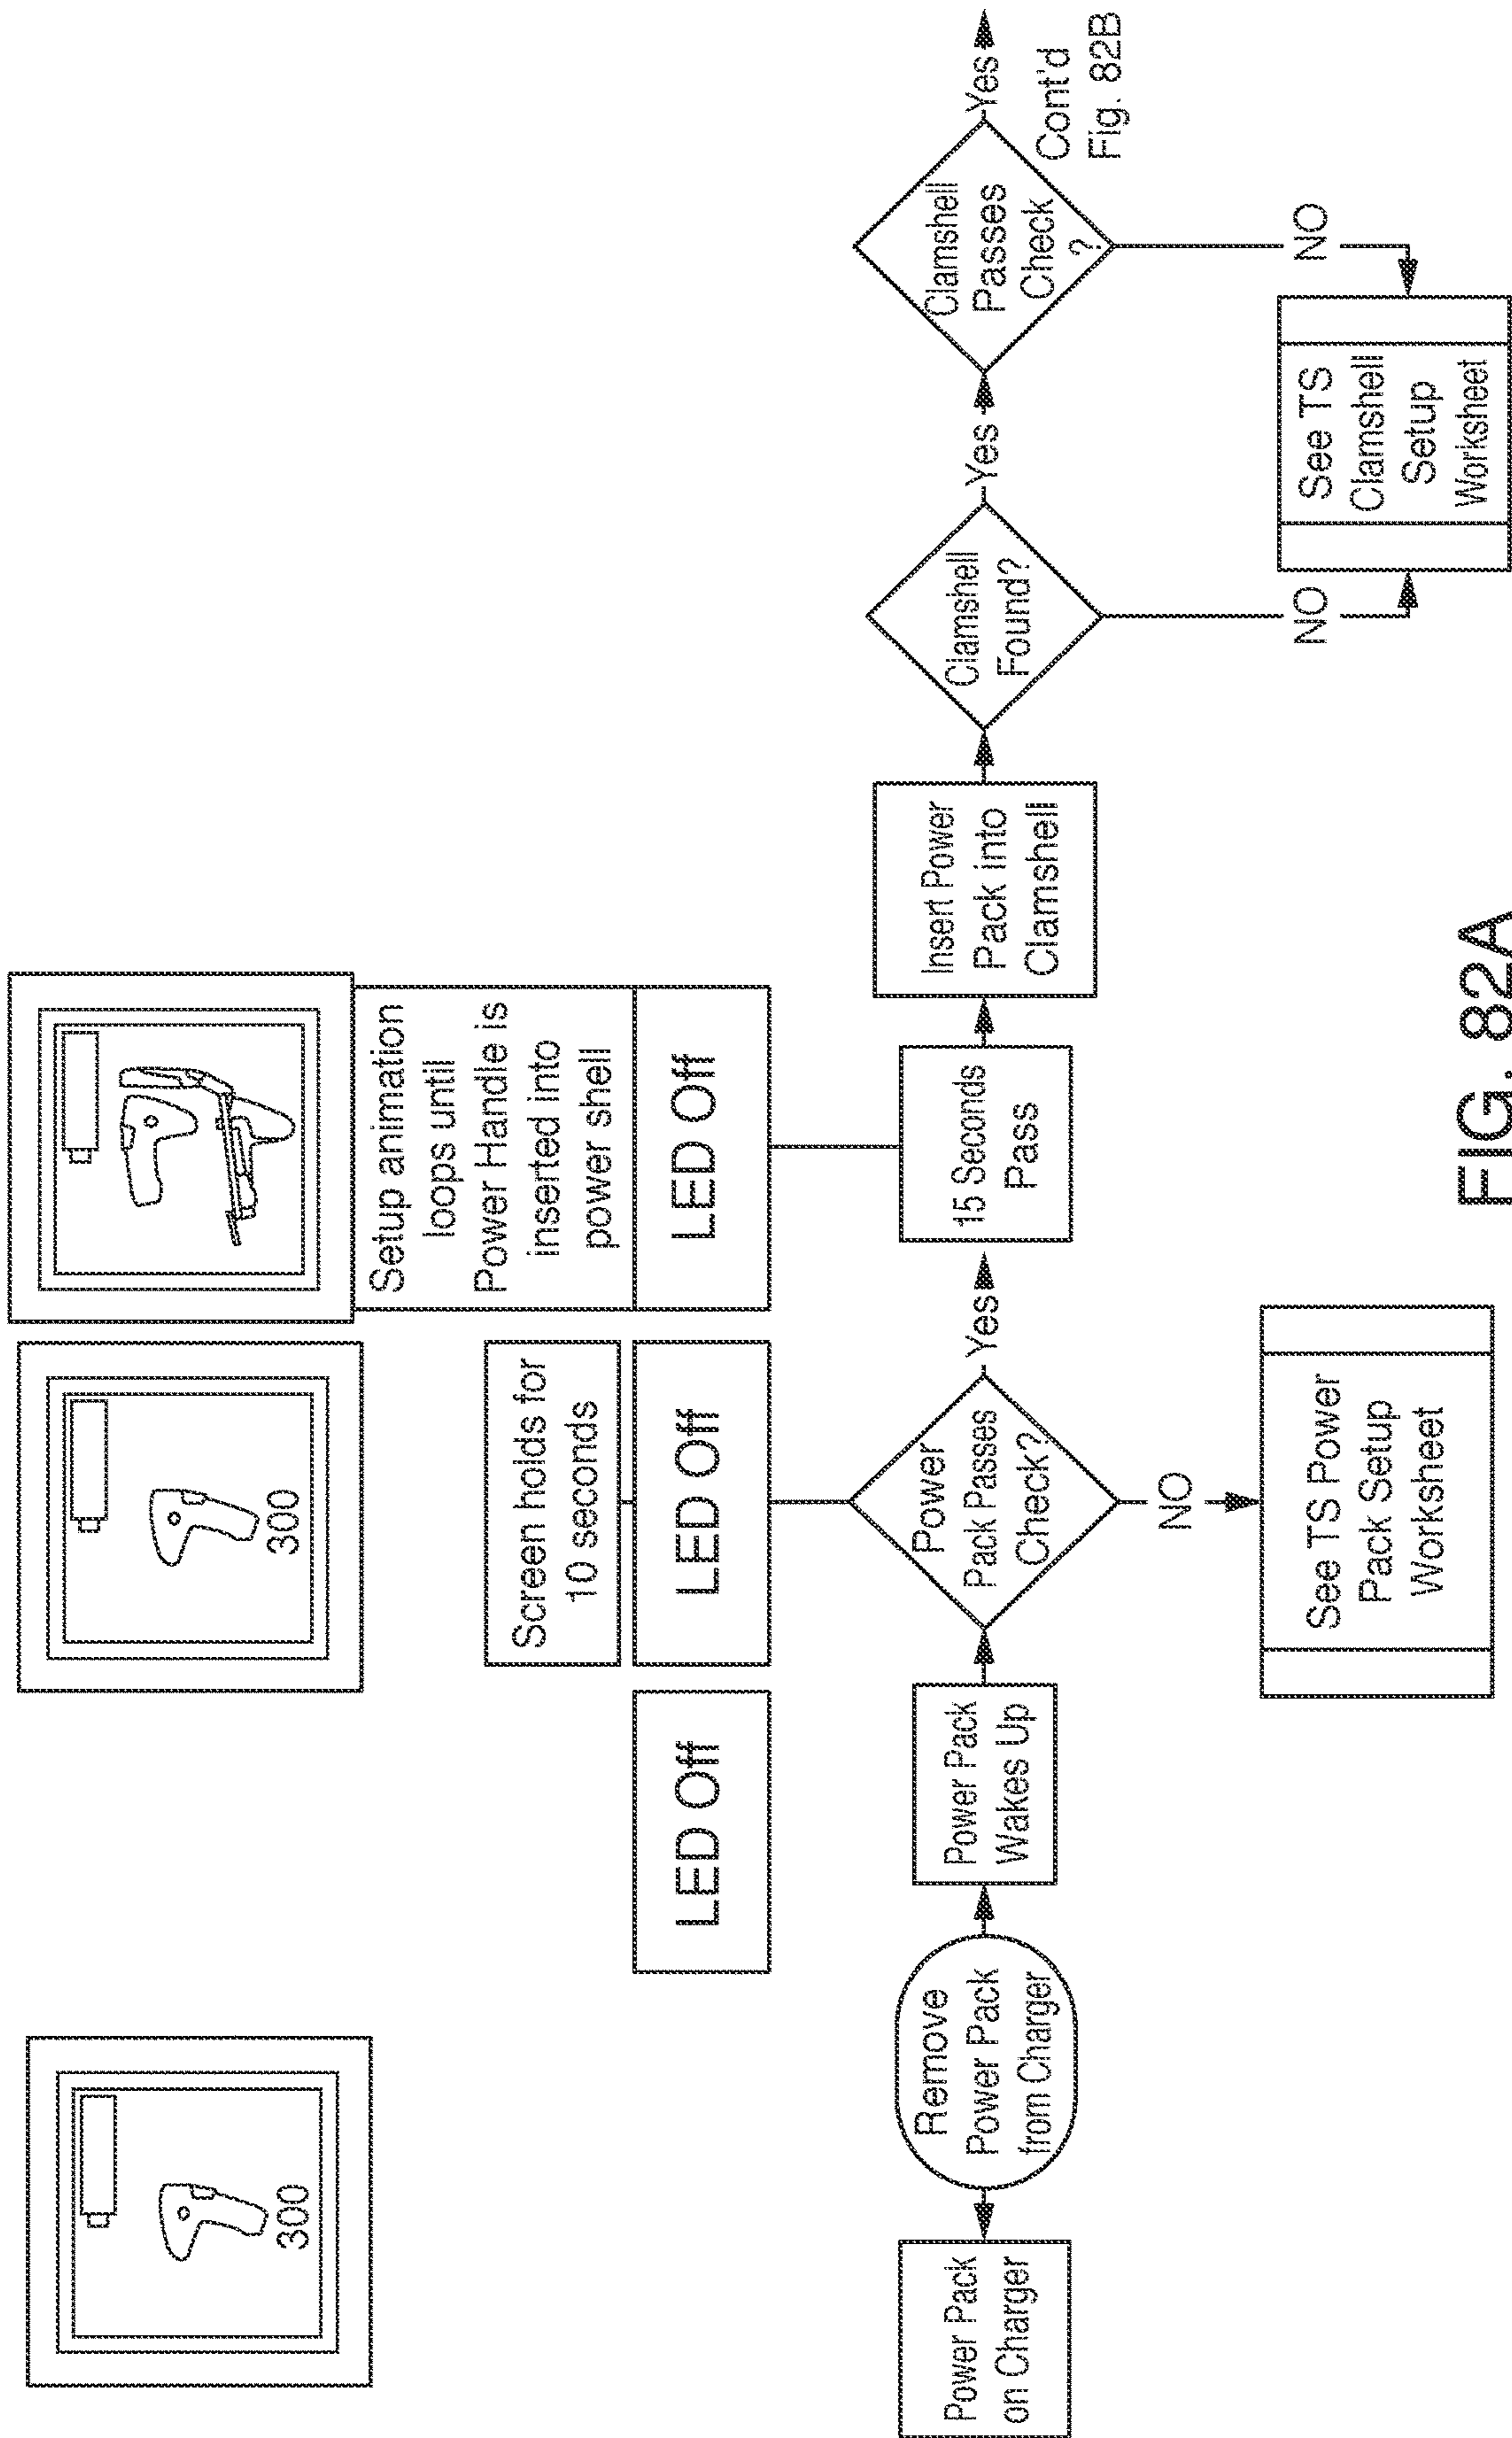 300
300
LED Off
Screen holds for
10 seconds
LED Off
Setup animation
loops until
Power Handle is
inserted into
power shell
LED Off
Power Pack
on Charger
Remove
Power Pack
from Charger
Power Pack
Wakes Up
Power
Pack Passes
Check?
Yes
NO
See TS Power
Pack Setup
Worksheet
15 Seconds
Pass
Insert Power
Pack into
Clamshell
Clamshell
Found?
Yes
NO
Clamshell
Passes
Check
?
Yes
NO
See TS
Clamshell
Setup
Worksheet
Cont'd
Fig. 82B
FIG. 82A